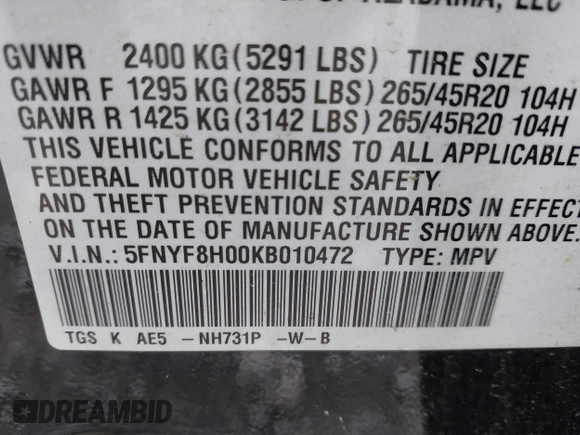 ALABAMA, LLC
GVWR 2400 KG (5291 LBS) TIRE SIZE
GAWR F 1295 KG (2855 LBS) 265/45R20 104H
GAWR R 1425 KG (3142 LBS) 265/45R20 104H
THIS VEHICLE CONFORMS TO ALL APPLICABLE
FEDERAL MOTOR VEHICLE SAFETY
AND THEFT PREVENTION STANDARDS IN EFFECT
ON THE DATE OF MANUFACTURE SHOWN ABOVE.
V.I.N.: 5FNYF8H00KB010472 TYPE: MPV
TGS K AE5 -NH731P -W-B
DREAMBID